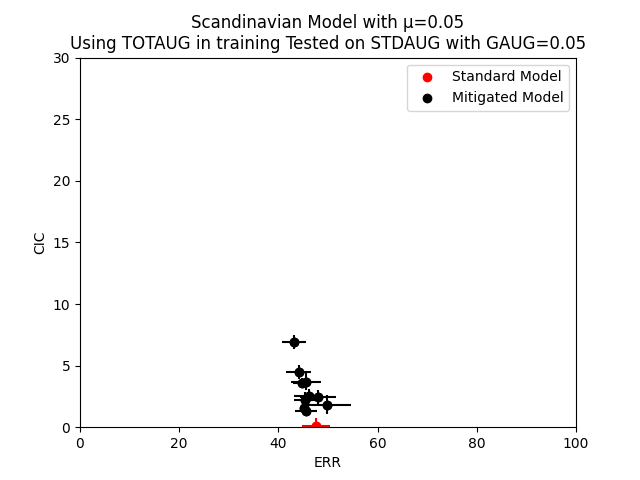 Scandinavian Model with μ=0.05
Using TOTAUG in training Tested on STDAUG with GAUG=0.05
Standard Model
Mitigated Model
30
25
20
15
10
5
0
CIC
0 20 40 60 80 100
ERR